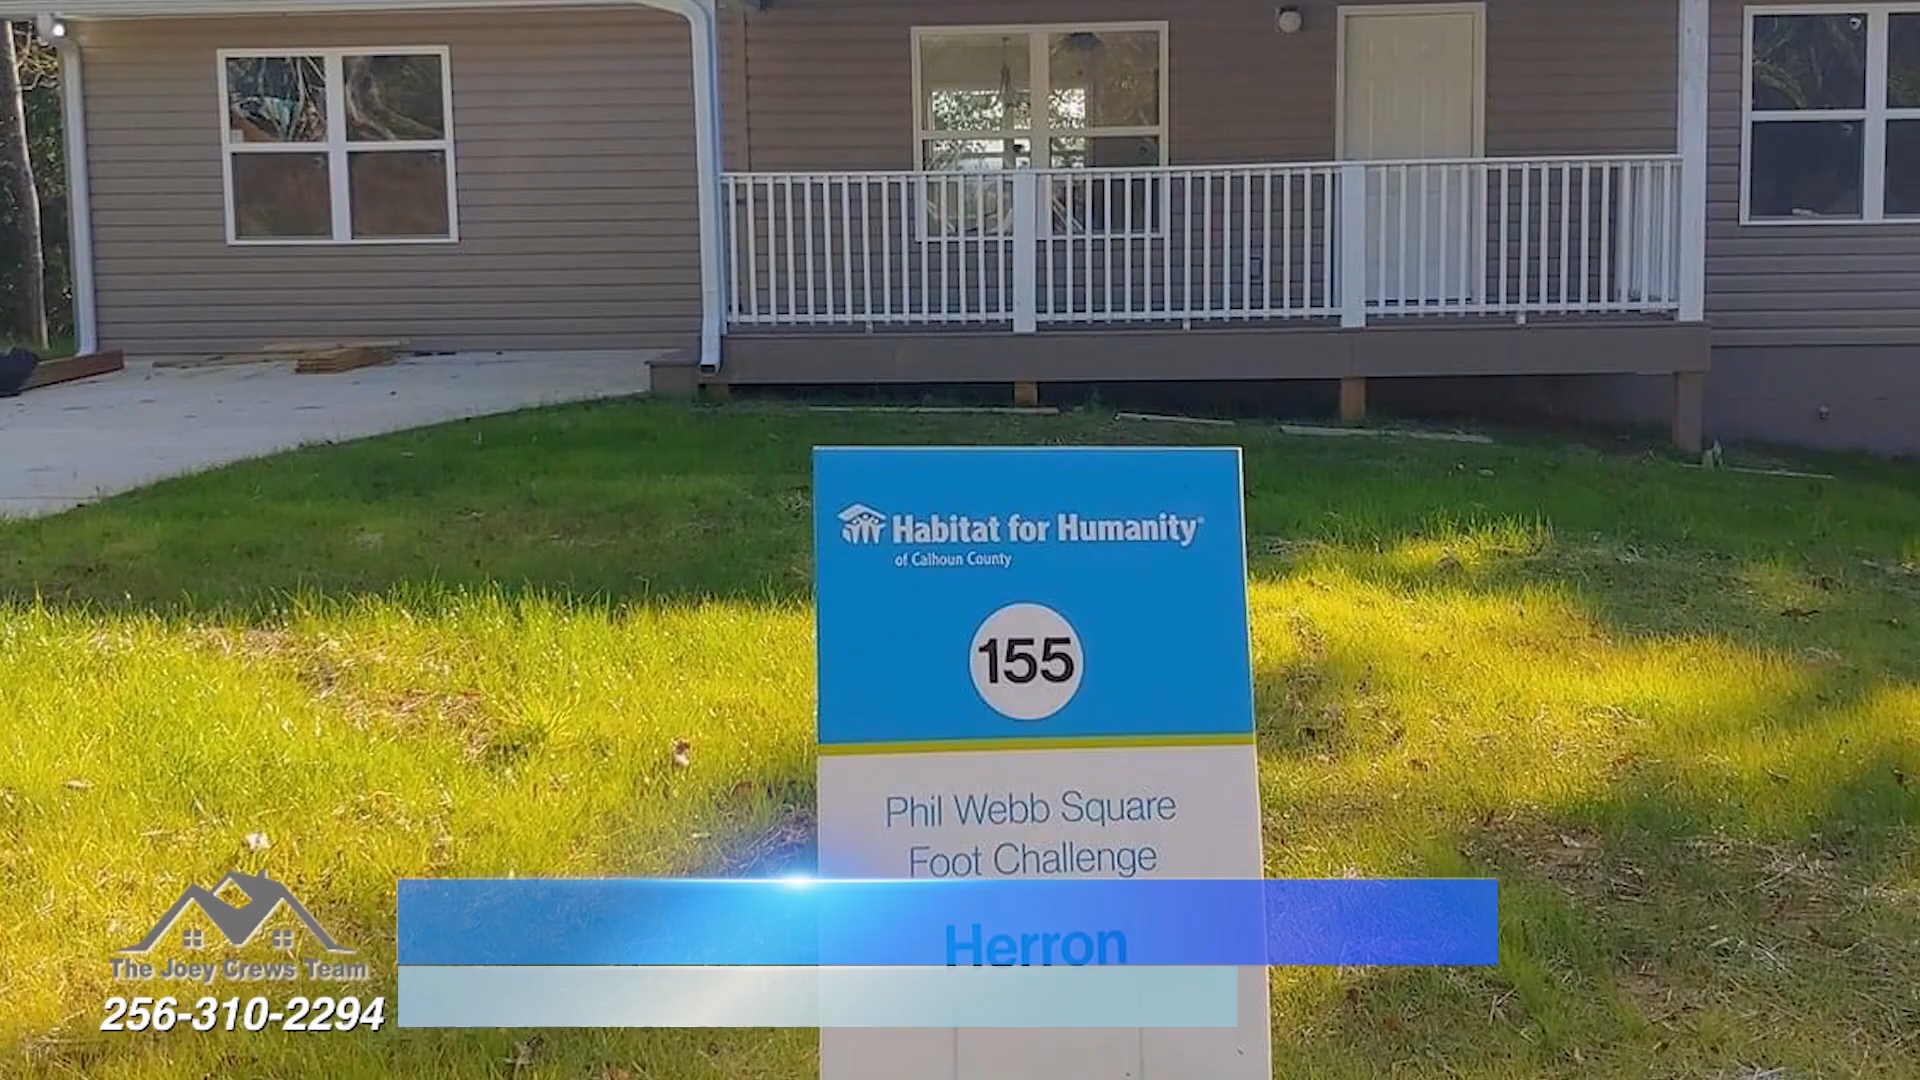 Habitat for Humanity®
of Calhoun County
155
Phil Webb Square
Foot Challenge
Herron
The Joey Crews Team
256-310-2294